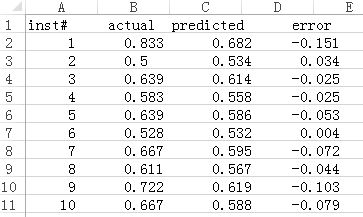 A B C D E
1 inst# actual predicted error
2 1 0.833 0.682 -0.151
3 2 0.5 0.534 0.034
4 3 0.639 0.614 -0.025
5 4 0.583 0.558 -0.025
6 5 0.639 0.586 -0.053
7 6 0.528 0.532 0.004
8 7 0.667 0.595 -0.072
9 8 0.611 0.567 -0.044
10 9 0.722 0.619 -0.103
11 10 0.667 0.588 -0.079